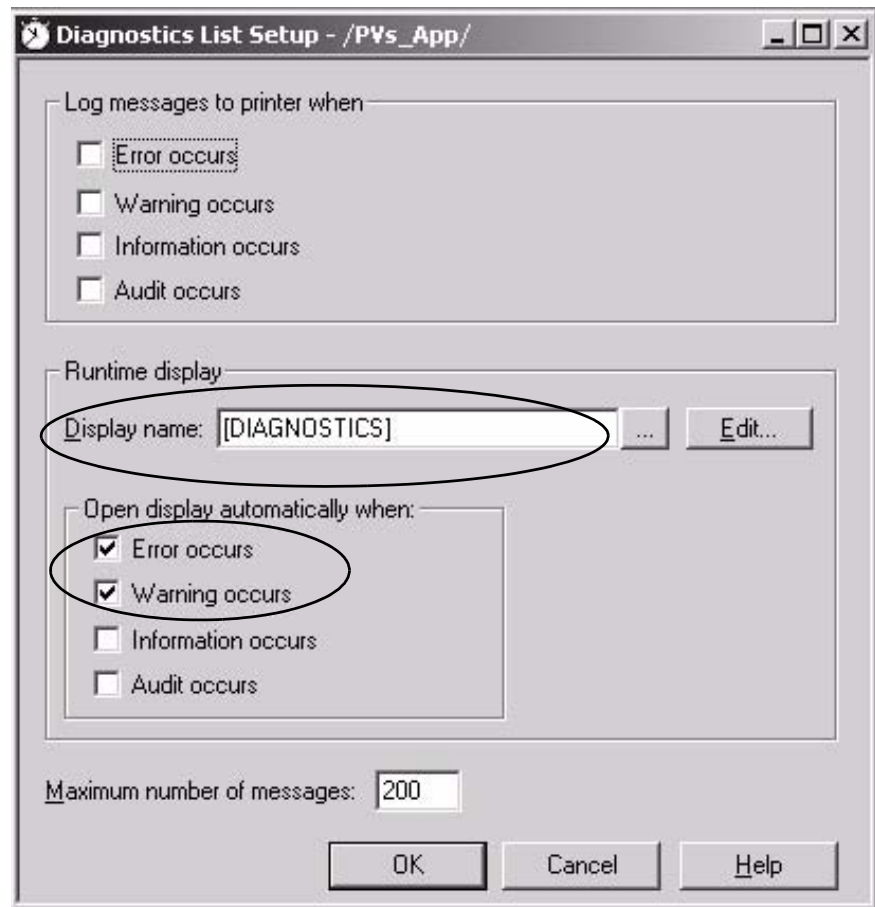 Diagnostics List Setup - /PVs_App/
Log messages to printer when
Error occurs
Warning occurs
Information occurs
Audit occurs
Runtime display
Display name: [DIAGNOSTICS] ... Edit...
Open display automatically when:
Error occurs
Warning occurs
Information occurs
Audit occurs
Maximum number of messages: 200
OK Cancel Help